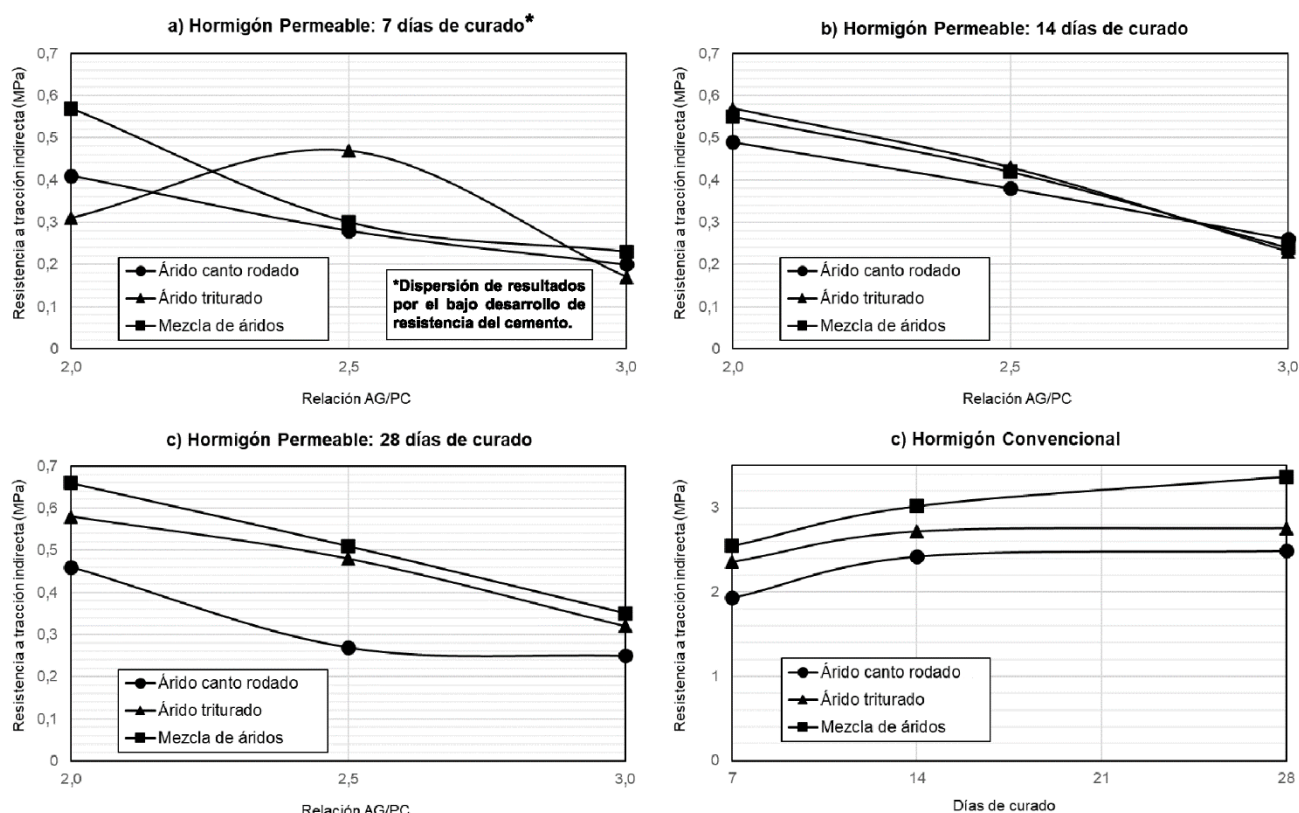 a) Hormigón Permeable: 7 días de curado*
Resistencia a tracción indirecta (MPa)
0,7
0,6
0,5
0,4
0,3
0,2
0,1
0
Árido canto rodado
Árido triturado
Mezcla de áridos
*Dispersión de resultados
por el bajo desarrollo de
resistencia del cemento.
2,0
2,5
3,0
Relación AG/PC
b) Hormigón Permeable: 14 días de curado
Resistencia a tracción indirecta (MPa)
0,7
0,6
0,5
0,4
0,3
0,2
0,1
0
Árido canto rodado
Árido triturado
Mezcla de áridos
2,0
2,5
3,0
Relación AG/PC
c) Hormigón Permeable: 28 días de curado
Resistencia a tracción indirecta (MPa)
0,7
0,6
0,5
0,4
0,3
0,2
0,1
0
Árido canto rodado
Árido triturado
Mezcla de áridos
2,0
2,5
3,0
Relación AG/PC
c) Hormigón Convencional
Resistencia a tracción indirecta (MPa)
3
2
1
0
Árido canto rodado
Árido triturado
Mezcla de áridos
7
14
21
28
Días de curado